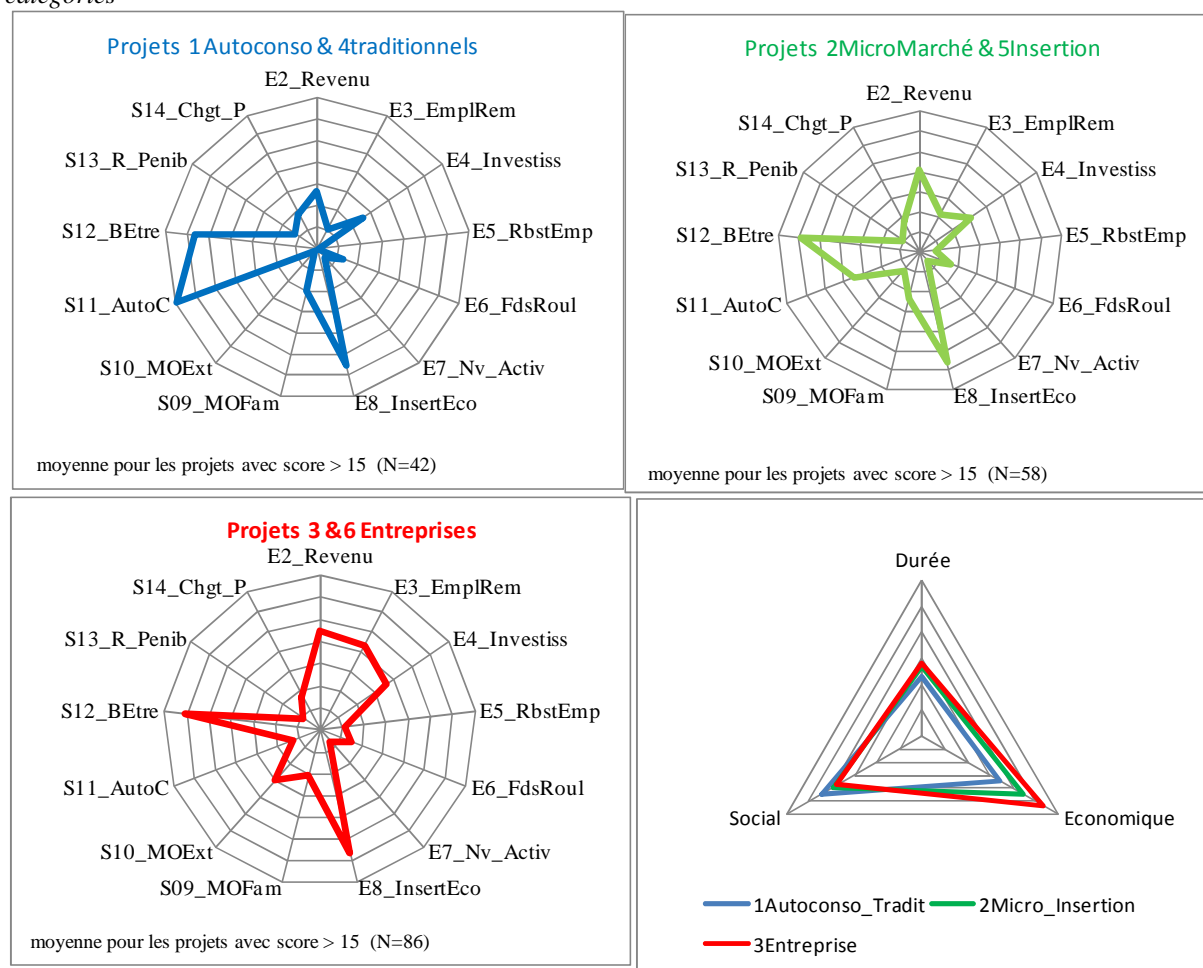 catégories
Projets 1Autoconso & 4traditionnels
E2_Revenu
S14_Chgt_P
E3_EmplRem
S13_R_Penib
E4_Investiss
S12_BEtre
E5_RbstEmp
S11_AutoC
E6_FdsRoul
S10_MOExt
E7_Nv_Activ
S09_MOFam
E8_InsertEco
moyenne pour les projets avec score > 15 (N=42)
Projets 2MicroMarché & 5Insertion
E2_Revenu
S14_Chgt_P
E3_EmplRem
S13_R_Penib
E4_Investiss
S12_BEtre
E5_RbstEmp
S11_AutoC
E6_FdsRoul
S10_MOExt
E7_Nv_Activ
S09_MOFam
E8_InsertEco
moyenne pour les projets avec score > 15 (N=58)
Projets 3 &6 Entreprises
E2_Revenu
S14_Chgt_P
E3_EmplRem
S13_R_Penib
E4_Investiss
S12_BEtre
E5_RbstEmp
S11_AutoC
E6_FdsRoul
S10_MOExt
E7_Nv_Activ
S09_MOFam
E8_InsertEco
moyenne pour les projets avec score > 15 (N=86)
Durée
Social
Economique
1Autoconso_Tradit
2Micro_Insertion
3Entreprise